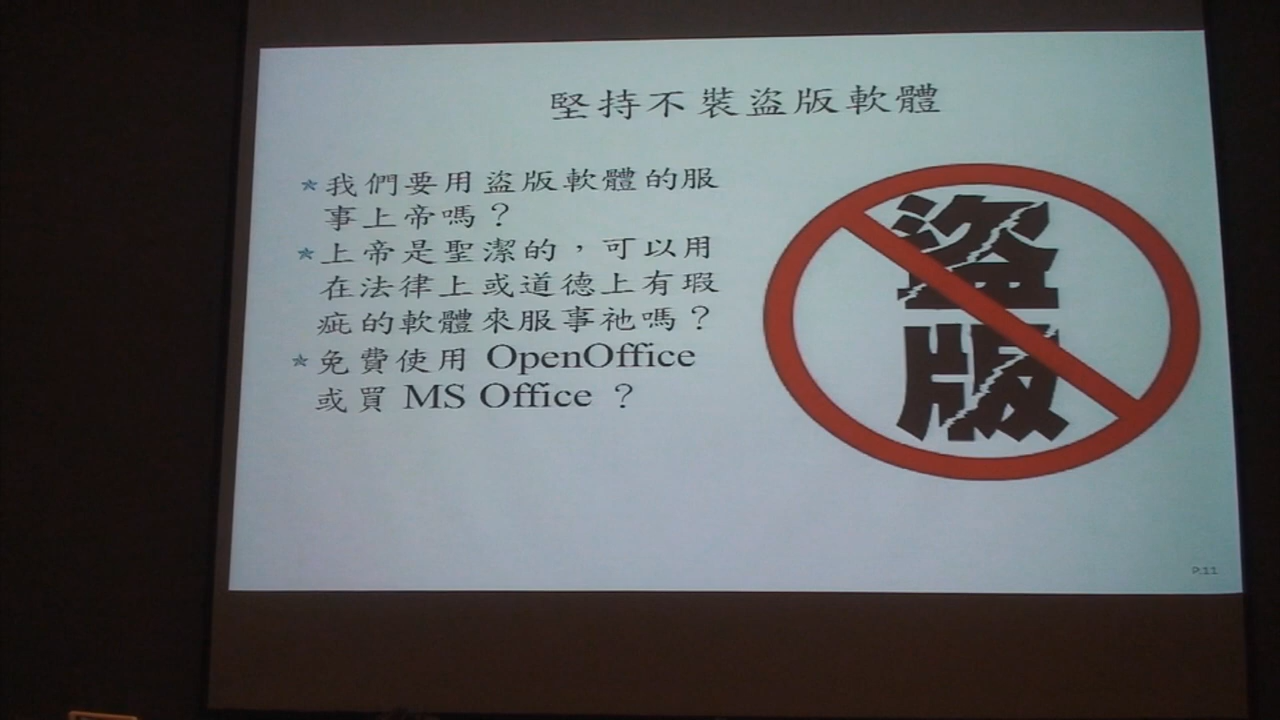 堅持不裝盜版軟體
我們要用盜版軟體的服
事上帝嗎？
上帝是聖潔的，可以用
在法律上或道德上有瑕
疵的軟體來服事祂嗎？
免費使用 OpenOffice
或買 MS Office ？
盜
版
P.11